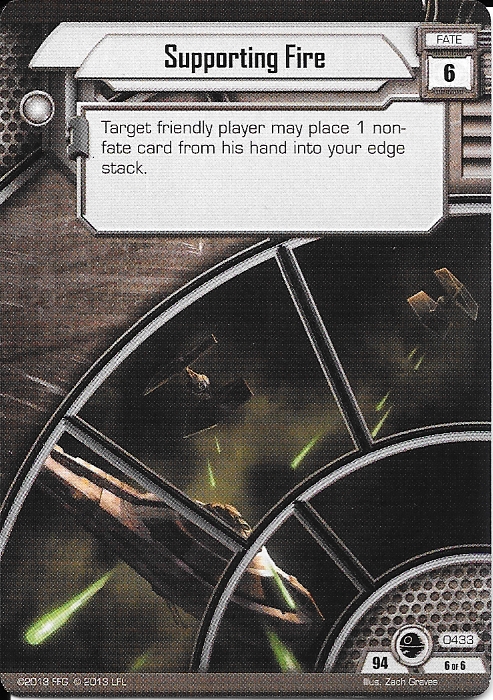 Supporting Fire
FATE
6
Target friendly player may place 1 non-
fate card from his hand into your edge
stack.
0433
94
6 of 6
©2013 FFG © 2013 LFL
Illus. Zach Graves